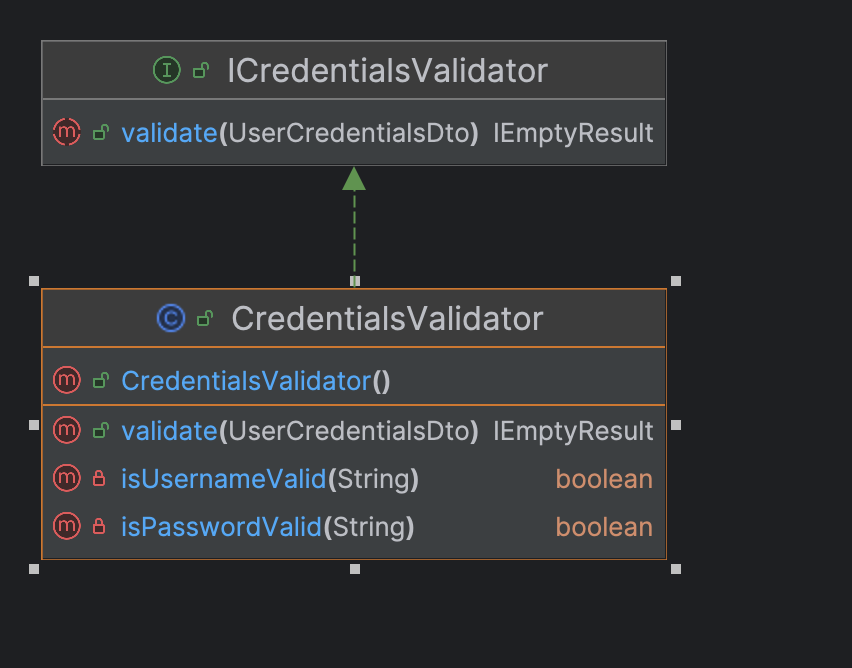 ICredentialsValidator
validate(UserCredentialsDto) IEmptyResult
CredentialsValidator
CredentialsValidator()
validate(UserCredentialsDto) IEmptyResult
isUsernameValid(String) boolean
isPasswordValid(String) boolean